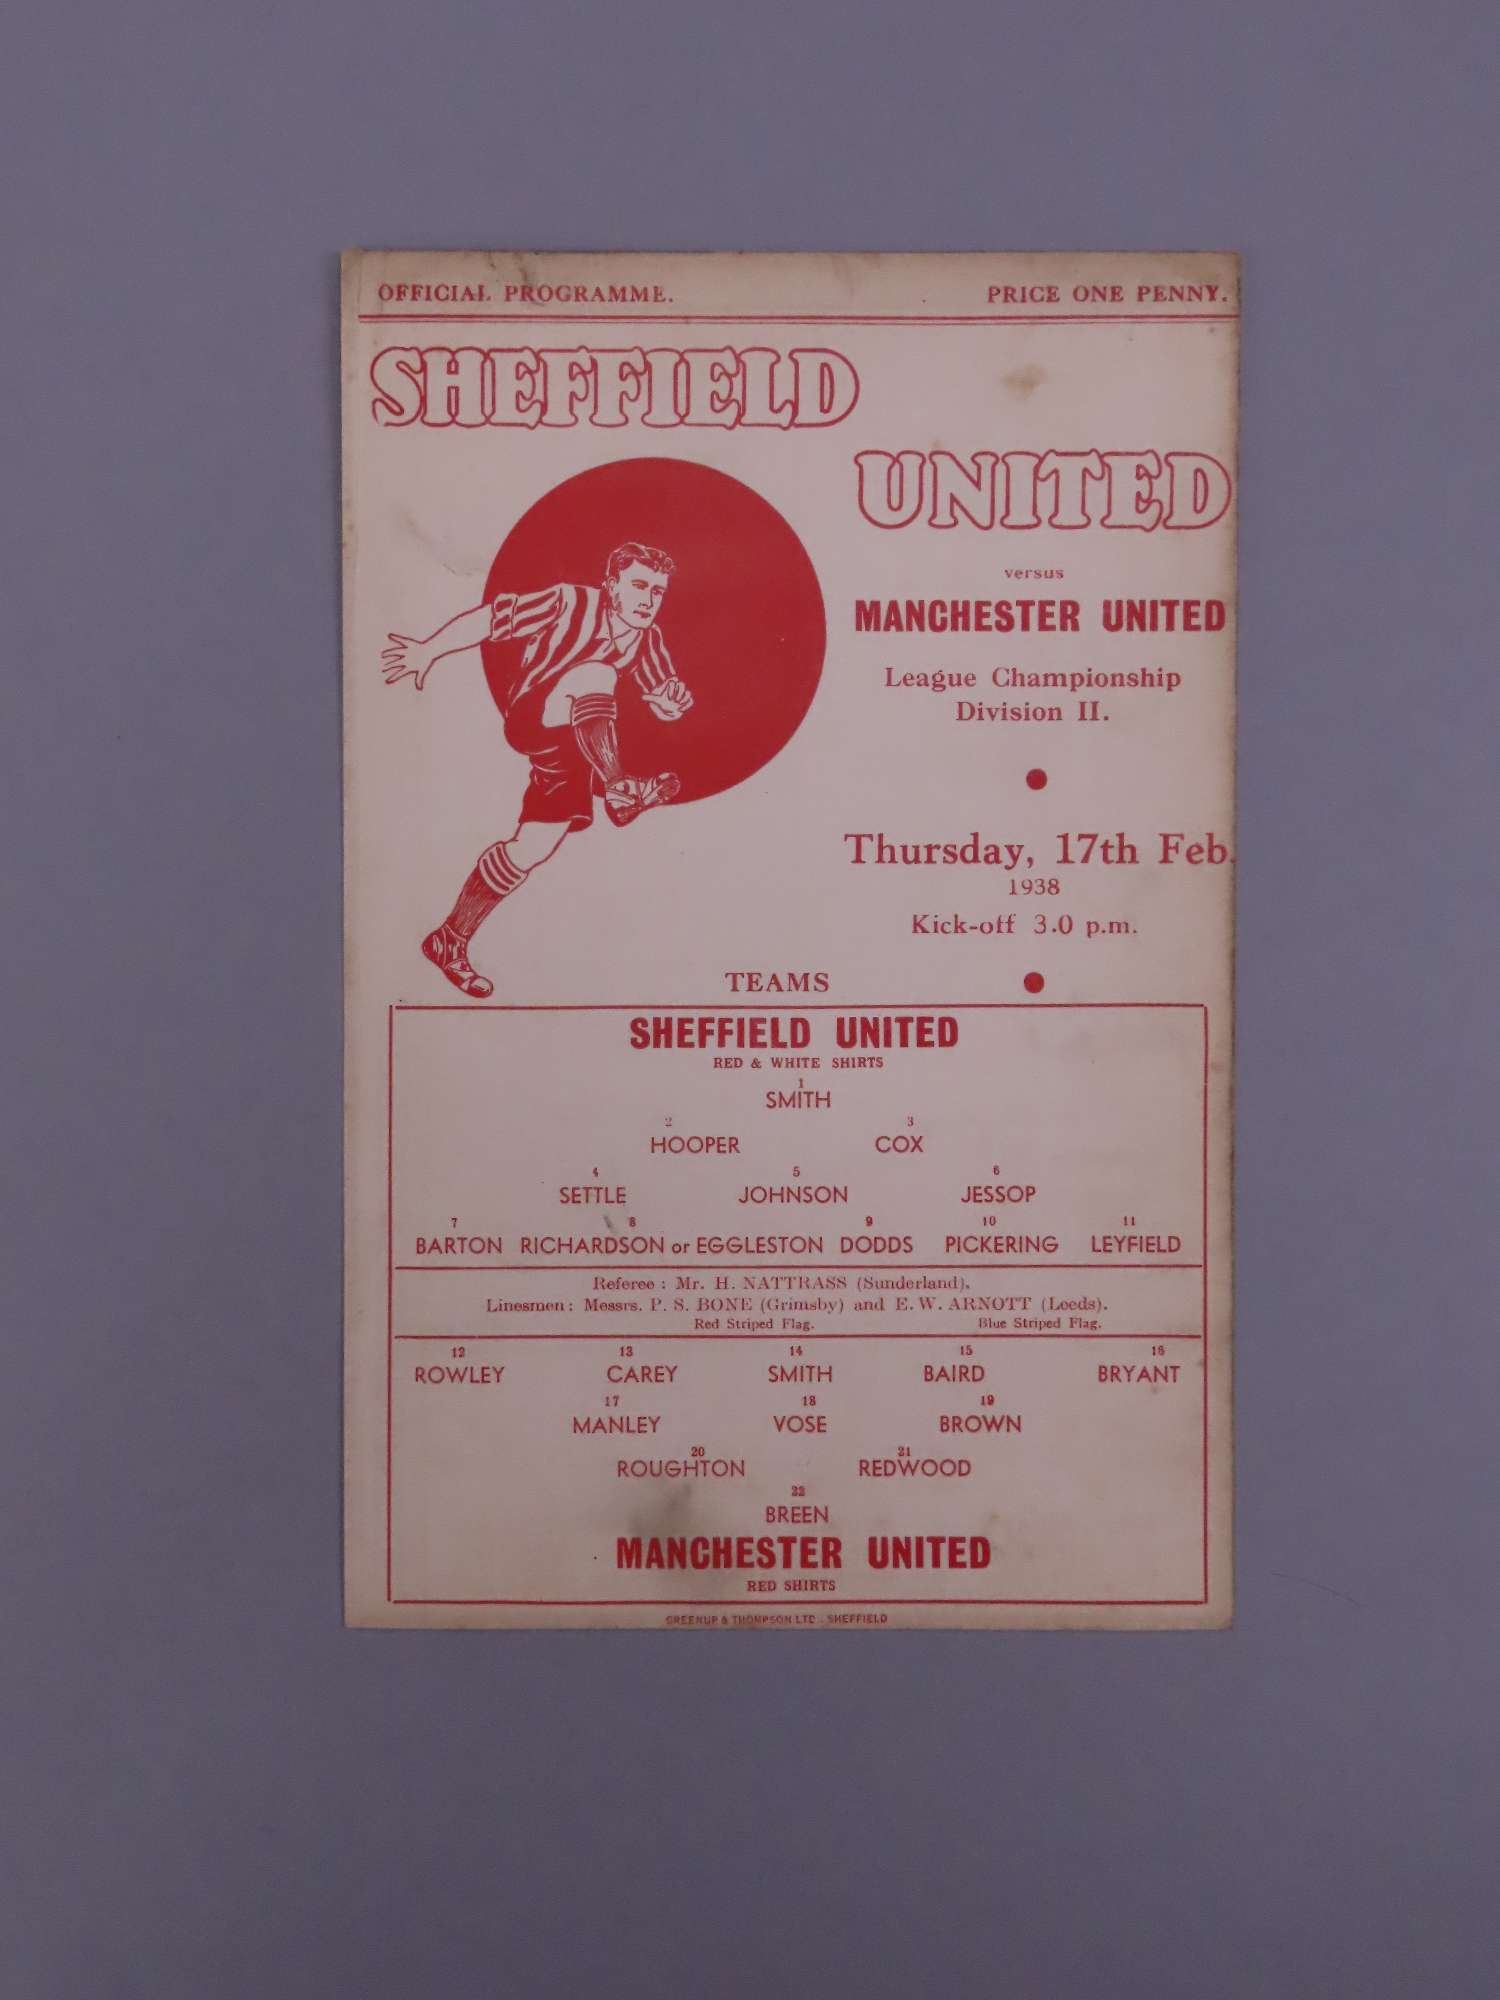 OFFICIAL PROGRAMME. PRICE ONE PENNY.
SHEFFIELD
UNITED
versus
MANCHESTER UNITED
League Championship
Division II.
Thursday, 17th Feb.
1938
Kick-off 3.0 p.m.
TEAMS
SHEFFIELD UNITED
RED & WHITE SHIRTS
1
SMITH
2 3
HOOPER COX
4 5 6
SETTLE JOHNSON JESSOP
7 8 9 10 11
BARTON RICHARDSON or EGGLESTON DODDS PICKERING LEYFIELD
Referee : Mr. H. NATTRASS (Sunderland).
Linesmen : Messrs. P. S. BONE (Grimsby) and E. W. ARNOTT (Leeds).
Red Striped Flag. Blue Striped Flag.
12 13 14 15 16
ROWLEY CAREY SMITH BAIRD BRYANT
17 18 19
MANLEY VOSE BROWN
20 21
ROUGHTON REDWOOD
22
BREEN
MANCHESTER UNITED
RED SHIRTS
GREENUP & THOMPSON LTD . SHEFFIELD